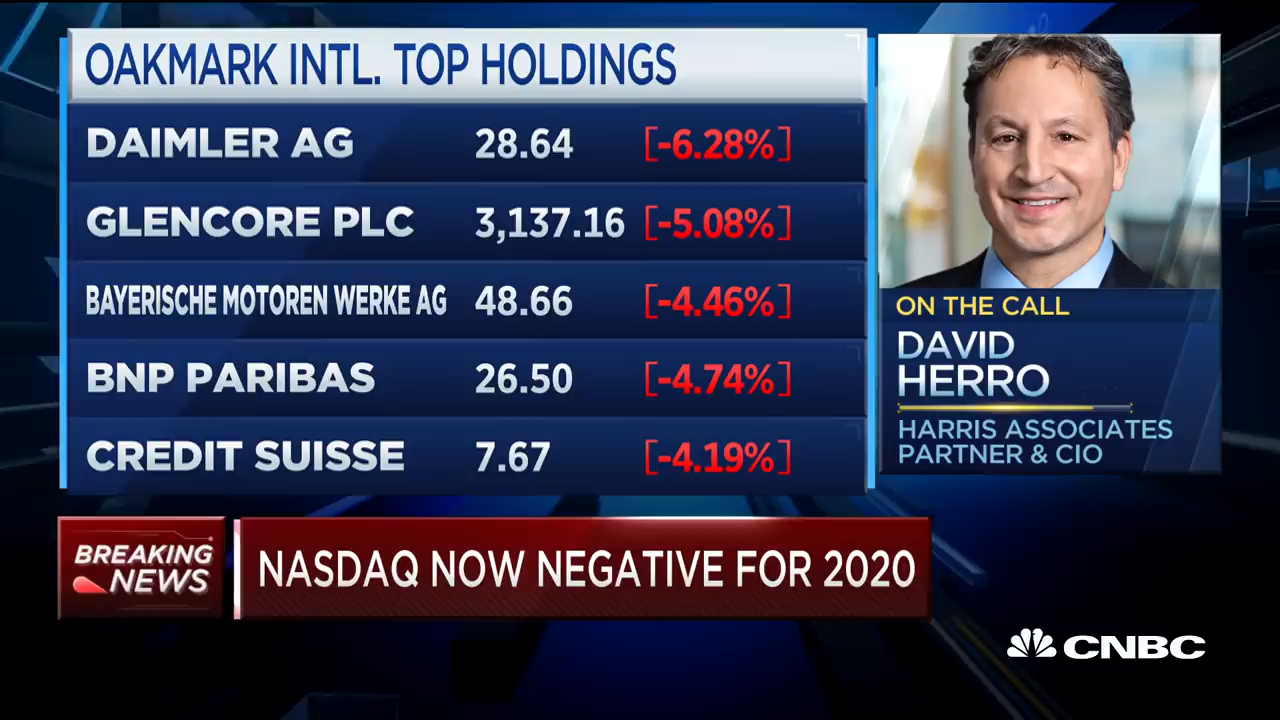 OAKMARK INTL. TOP HOLDINGS
DAIMLER AG 28.64 [-6.28%]
GLENCORE PLC 3,137.16 [-5.08%]
BAYERISCHE MOTOREN WERKE AG 48.66 [-4.46%]
BNP PARIBAS 26.50 [-4.74%]
CREDIT SUISSE 7.67 [-4.19%]
ON THE CALL
DAVID
HERRO
HARRIS ASSOCIATES
PARTNER & CIO
BREAKING
NEWS
NASDAQ NOW NEGATIVE FOR 2020
CNBC